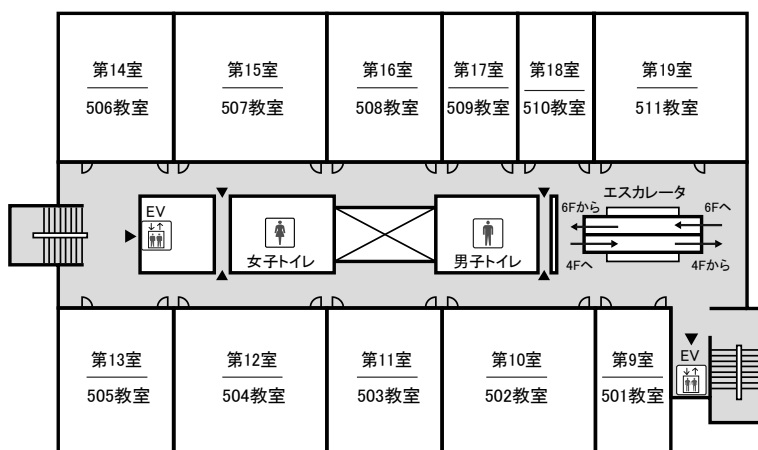 第14室
506教室
第15室
507教室
第16室
508教室
第17室
509教室
第18室
510教室
第19室
511教室
EV
女子トイレ
男子トイレ
エスカレータ
6Fから
6Fへ
4Fへ
4Fから
第13室
505教室
第12室
504教室
第11室
503教室
第10室
502教室
第9室
501教室
EV